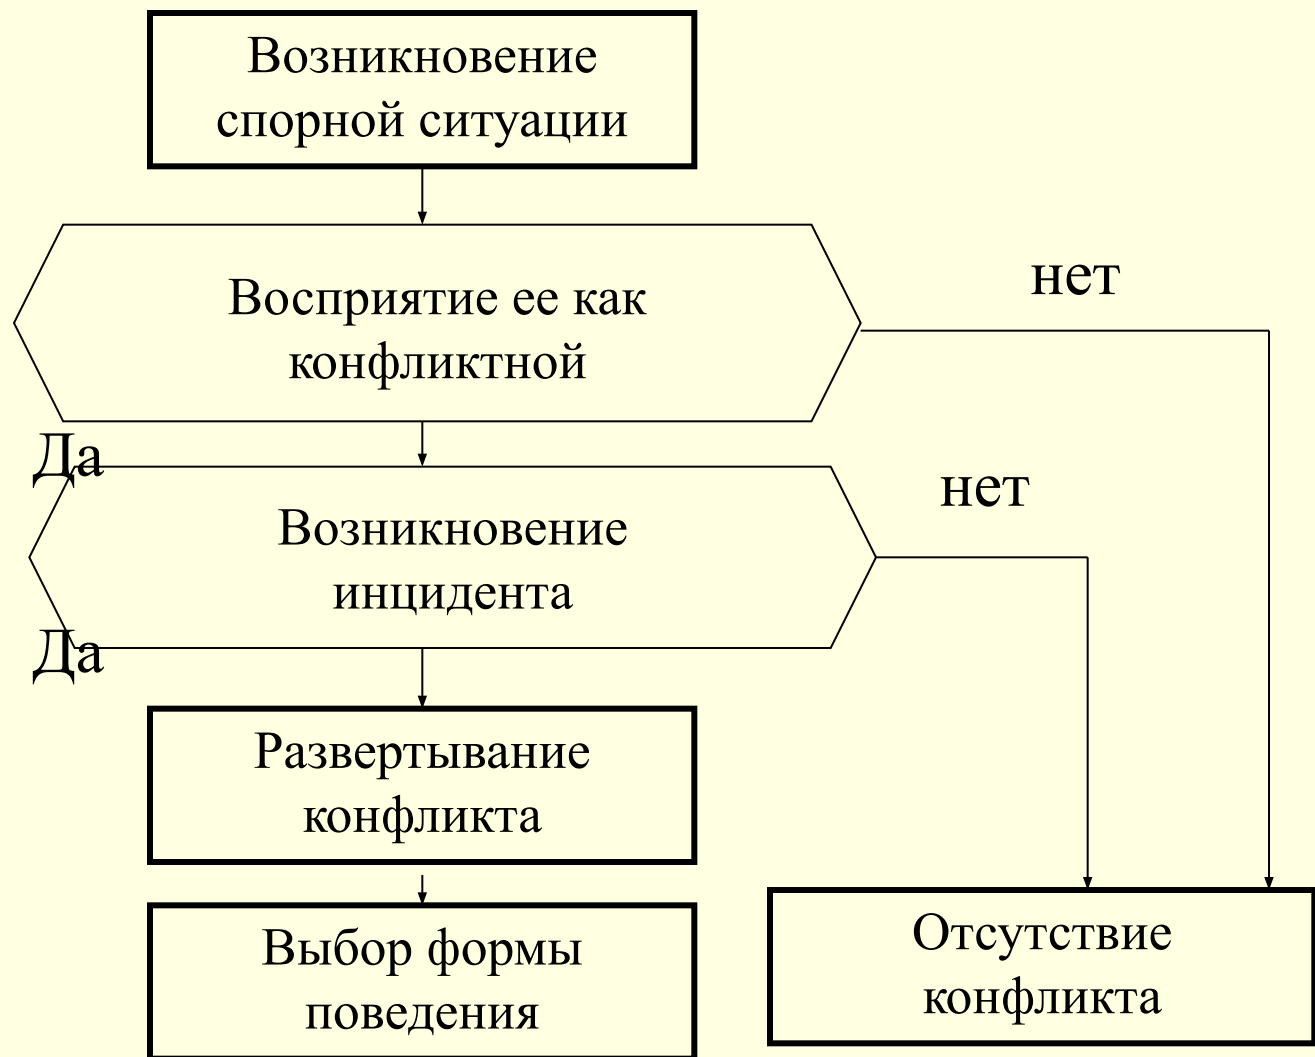 Возникновение
спорной ситуации
нет
Восприятие ее как
конфликтной
Да
нет
Возникновение
инцидента
Да
Развертывание
конфликта
Выбор формы
поведения
Отсутствие
конфликта